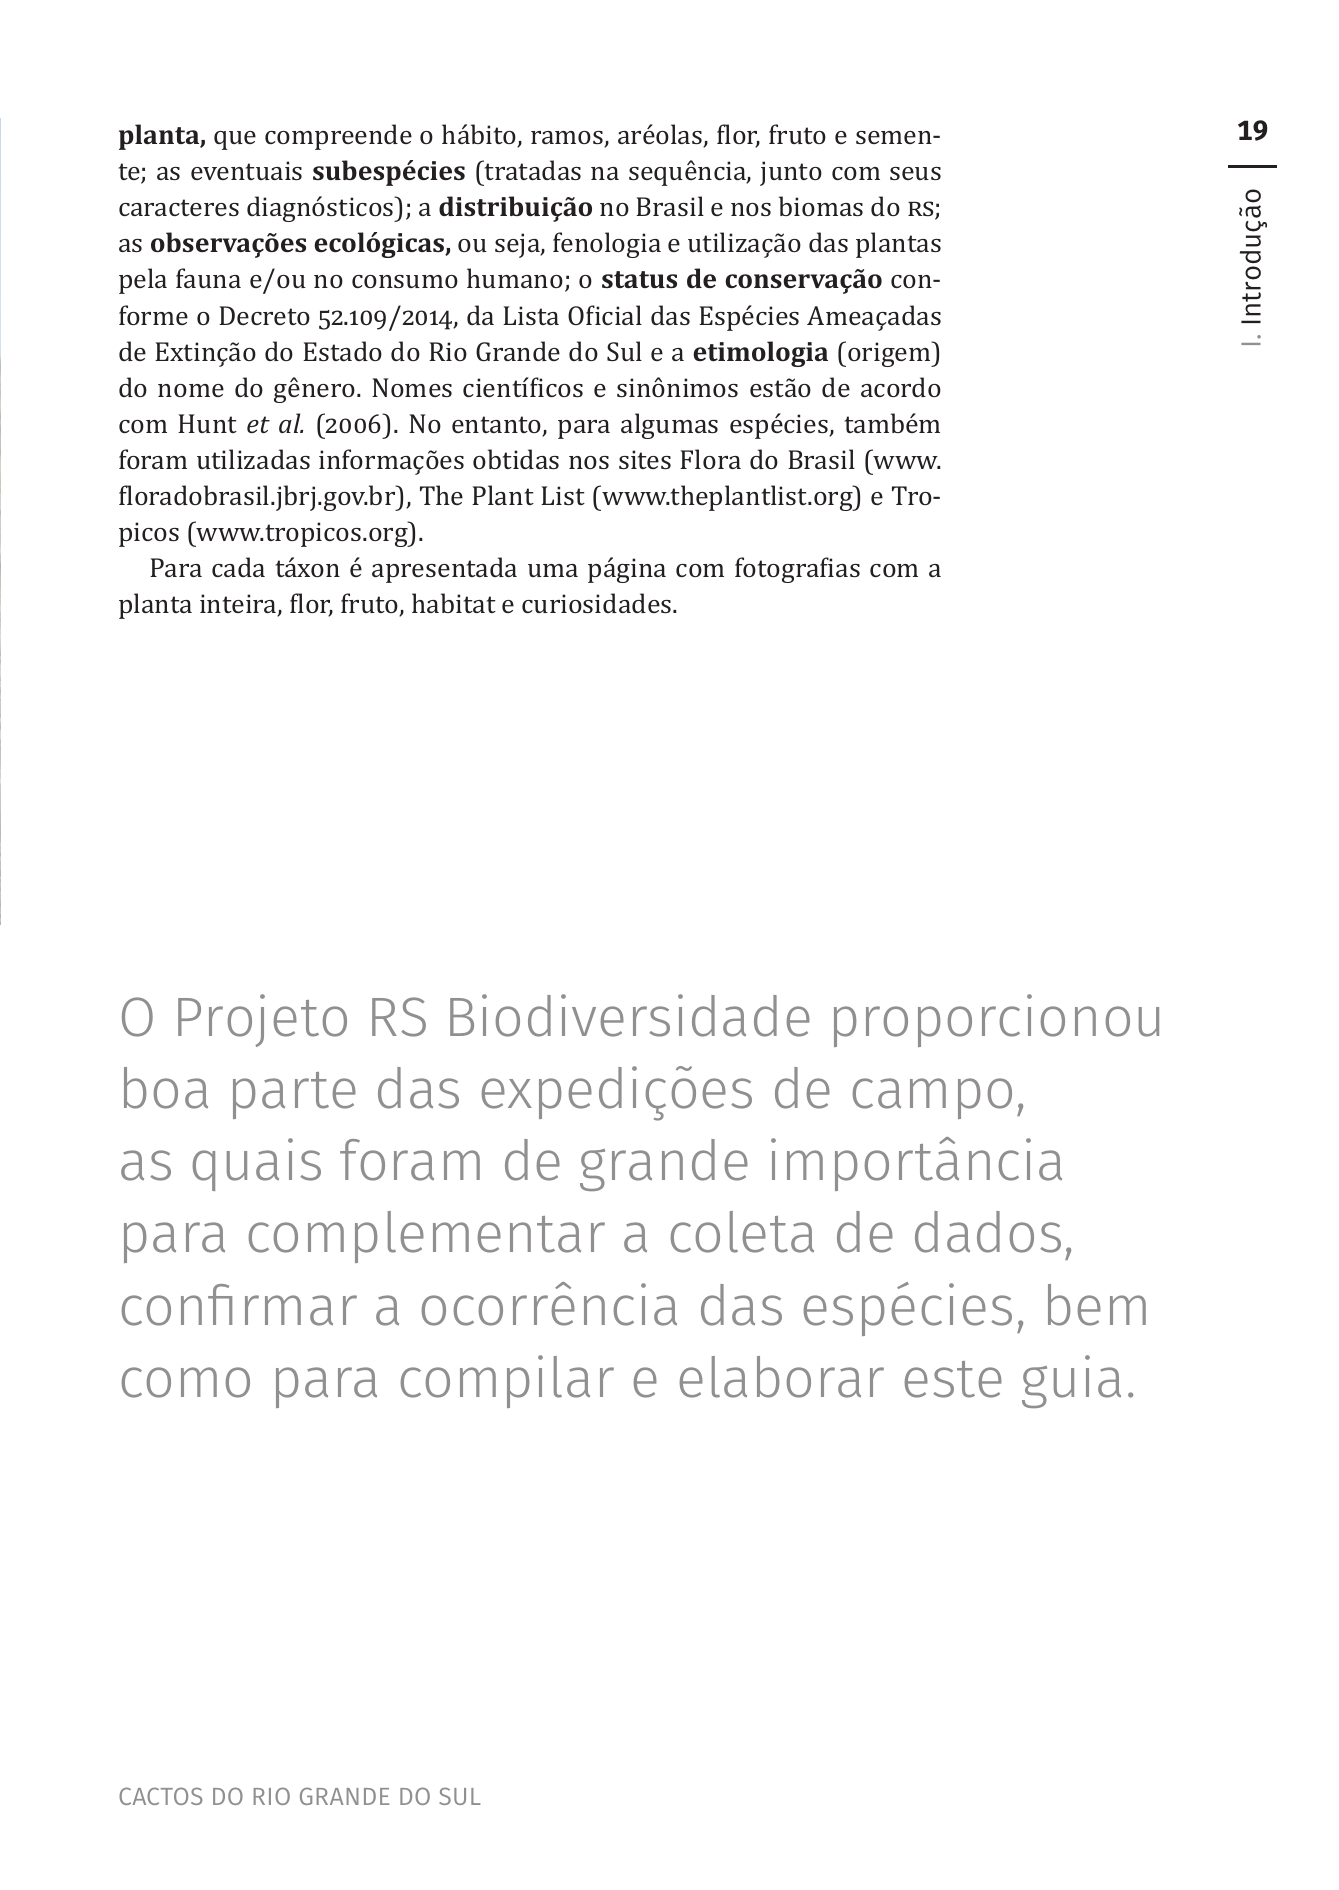 planta, que compreende o hábito, ramos, aréolas, flor, fruto e semen-
te; as eventuais subespécies (tratadas na sequência, junto com seus
caracteres diagnósticos); a distribuição no Brasil e nos biomas do RS;
as observações ecológicas, ou seja, fenologia e utilização das plantas
pela fauna e/ou no consumo humano; o status de conservação con-
forme o Decreto 52.109/2014, da Lista Oficial das Espécies Ameaçadas
de Extinção do Estado do Rio Grande do Sul e a etimologia (origem)
do nome do gênero. Nomes científicos e sinônimos estão de acordo
com Hunt et al. (2006). No entanto, para algumas espécies, também
foram utilizadas informações obtidas nos sites Flora do Brasil (www.
floradobrasil.jbrj.gov.br), The Plant List (www.theplantlist.org) e Tro-
picos (www.tropicos.org).
Para cada táxon é apresentada uma página com fotografias com a
planta inteira, flor, fruto, habitat e curiosidades.
19
I. Introdução
O Projeto RS Biodiversidade proporcionou
boa parte das expedições de campo,
as quais foram de grande importância
para complementar a coleta de dados,
confirmar a ocorrência das espécies, bem
como para compilar e elaborar este guia.
CACTOS DO RIO GRANDE DO SUL